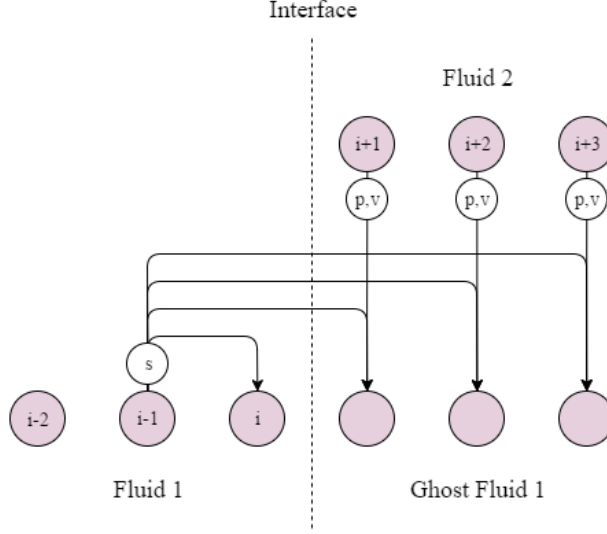 Interface
Fluid 2
i+1 i+2 i+3
p,v p,v p,v
s
i-2 i-1 i
Fluid 1 Ghost Fluid 1